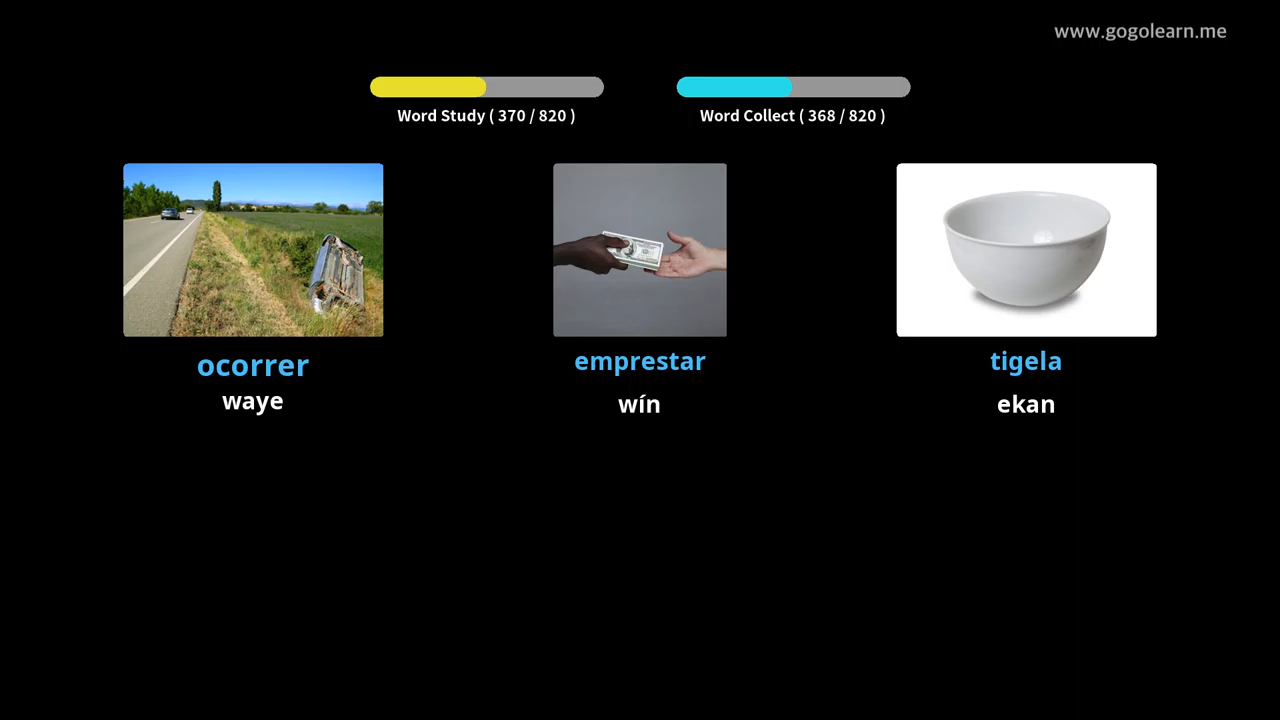 www.gogolearn.me
Word Study ( 370 / 820 )
Word Collect ( 368 / 820 )
ocorrer
waye
emprestar
wín
tigela
ekan